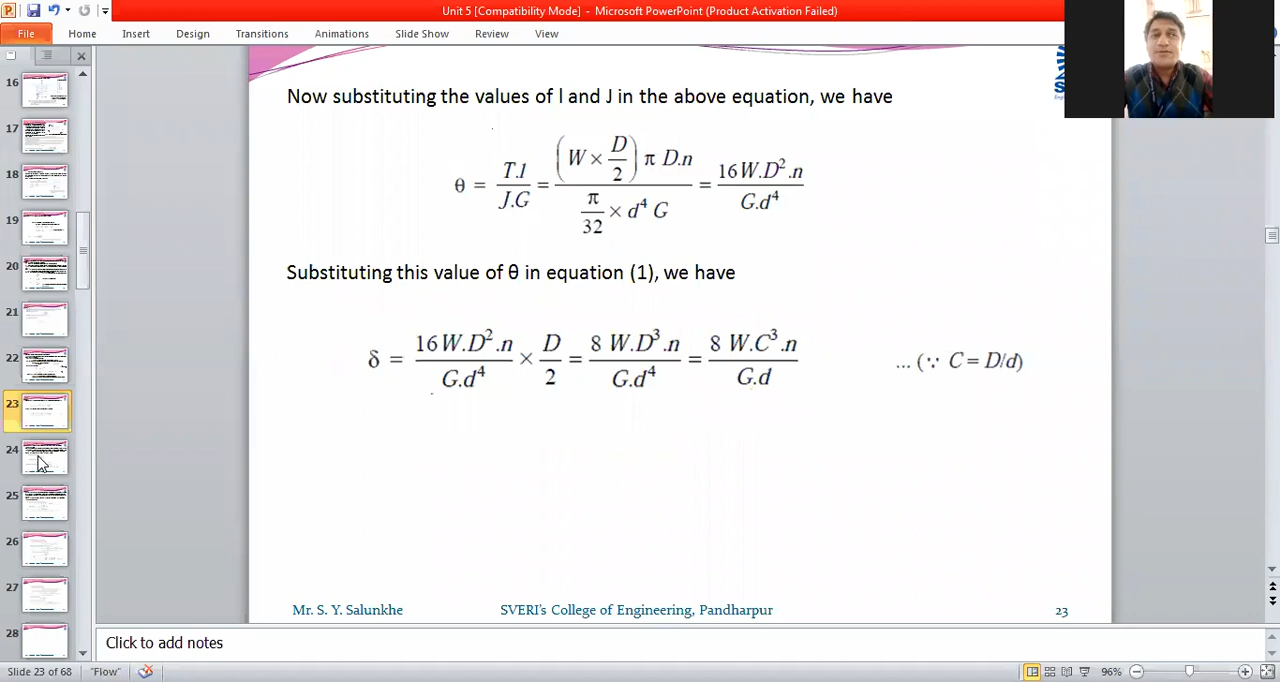 Unit 5 [Compatibility Mode] - Microsoft PowerPoint (Product Activation Failed)
File Home Insert Design Transitions Animations Slide Show Review View
16
17
18
19
20
21
22
23
24
25
26
27
28
Now substituting the values of l and J in the above equation, we have
θ = T.l / J.G = (W × D/2) π D.n / (π/32 × d⁴ G) = 16 W.D².n / G.d⁴
Substituting this value of θ in equation (1), we have
δ = 16 W.D².n / G.d⁴ × D/2 = 8 W.D³.n / G.d⁴ = 8 W.C³.n / G.d ... (∵ C = D/d)
Mr. S. Y. Salunkhe SVERI's College of Engineering, Pandharpur 23
Click to add notes
Slide 23 of 68 "Flow" 96%